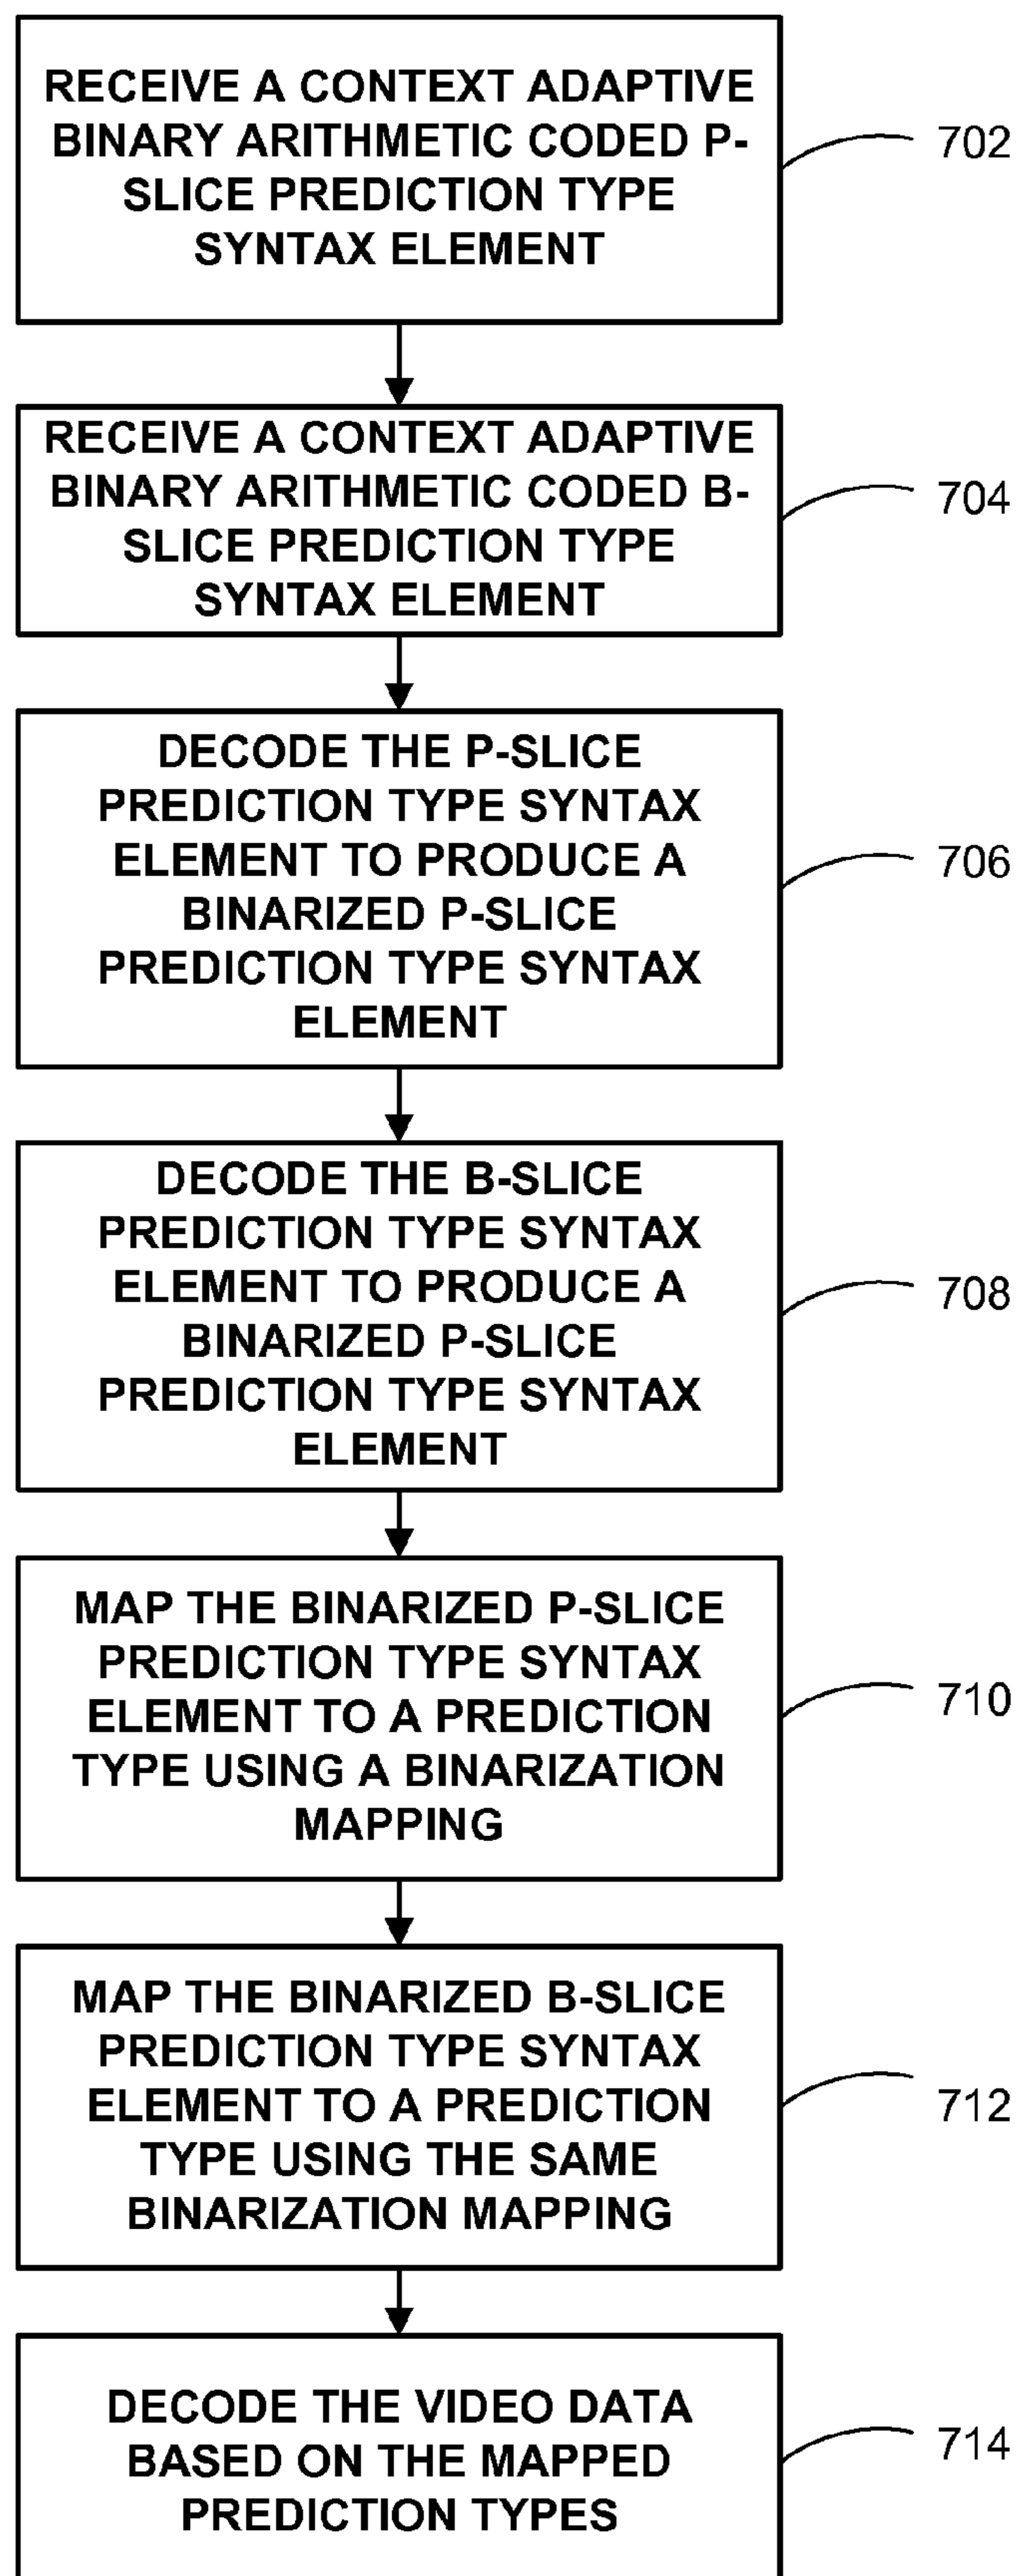 RECEIVE A CONTEXT ADAPTIVE
BINARY ARITHMETIC CODED P-
SLICE PREDICTION TYPE
SYNTAX ELEMENT
702
RECEIVE A CONTEXT ADAPTIVE
BINARY ARITHMETIC CODED B-
SLICE PREDICTION TYPE
SYNTAX ELEMENT
704
DECODE THE P-SLICE
PREDICTION TYPE SYNTAX
ELEMENT TO PRODUCE A
BINARIZED P-SLICE
PREDICTION TYPE SYNTAX
ELEMENT
706
DECODE THE B-SLICE
PREDICTION TYPE SYNTAX
ELEMENT TO PRODUCE A
BINARIZED P-SLICE
PREDICTION TYPE SYNTAX
ELEMENT
708
MAP THE BINARIZED P-SLICE
PREDICTION TYPE SYNTAX
ELEMENT TO A PREDICTION
TYPE USING A BINARIZATION
MAPPING
710
MAP THE BINARIZED B-SLICE
PREDICTION TYPE SYNTAX
ELEMENT TO A PREDICTION
TYPE USING THE SAME
BINARIZATION MAPPING
712
DECODE THE VIDEO DATA
BASED ON THE MAPPED
PREDICTION TYPES
714